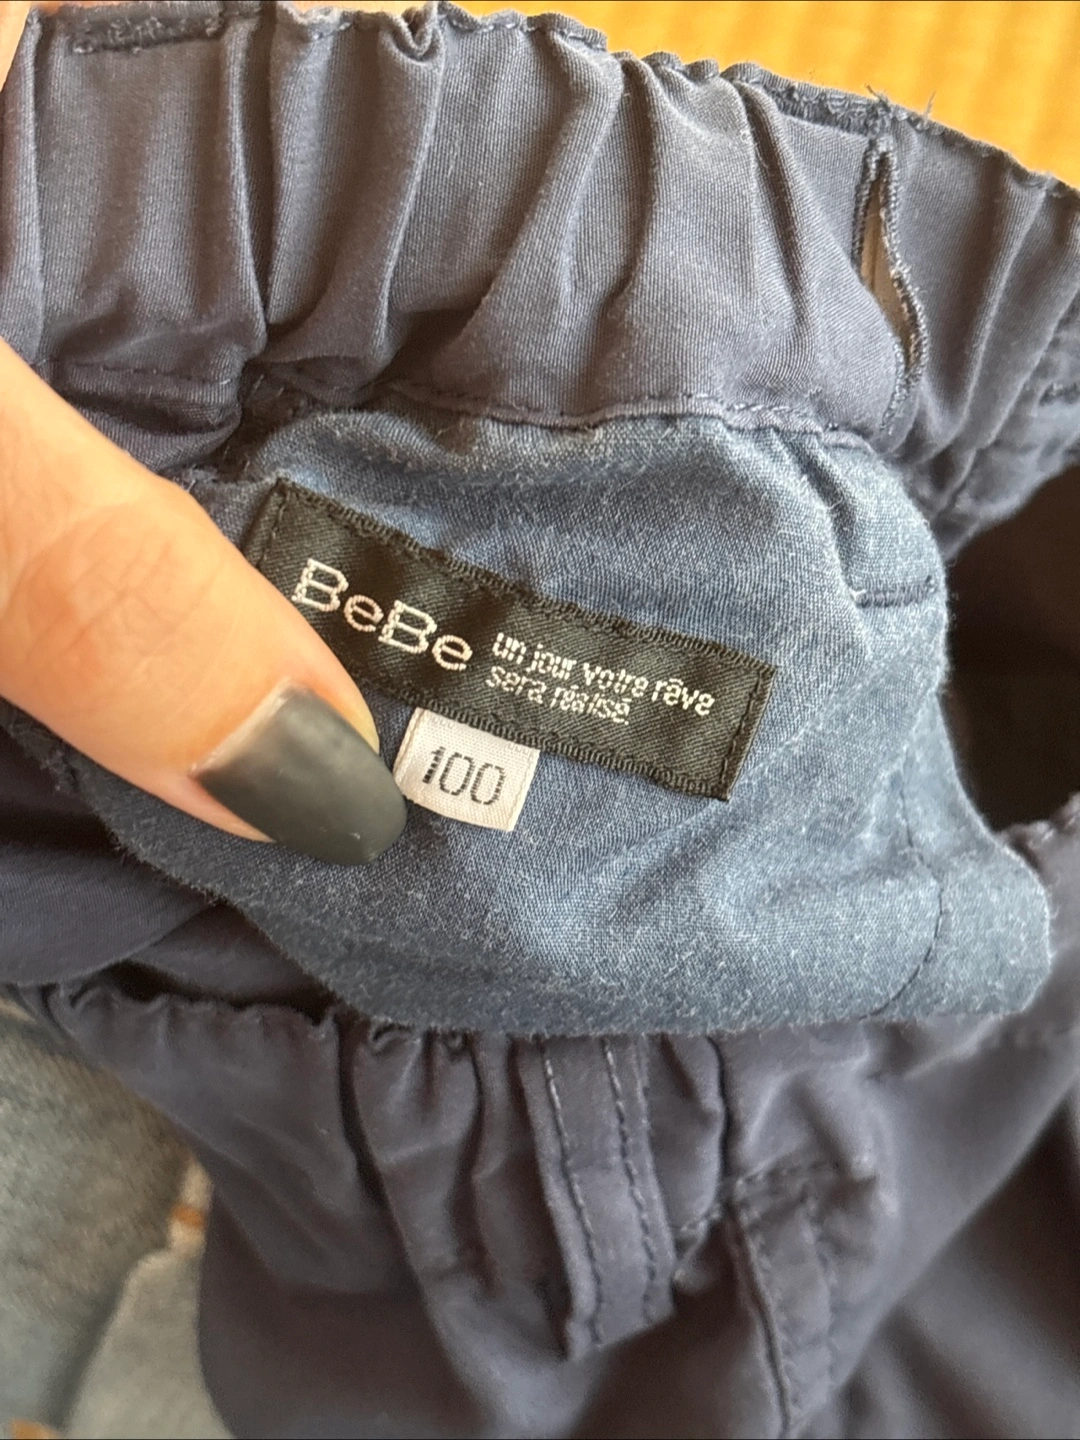 BeBe
un jour votre rêve
sera réalisé.
100